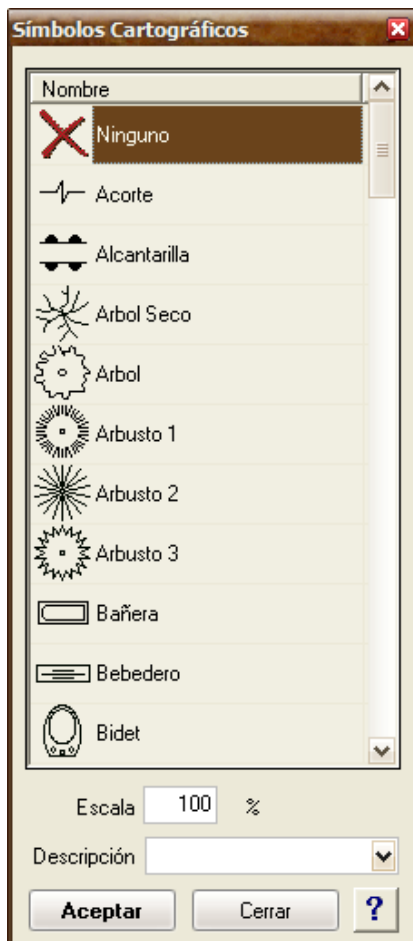 Símbolos Cartográficos
Nombre
Ninguno
Acorte
Alcantarilla
Arbol Seco
Arbol
Arbusto 1
Arbusto 2
Arbusto 3
Bañera
Bebedero
Bidet
Escala 100 %
Descripción
Aceptar Cerrar ?